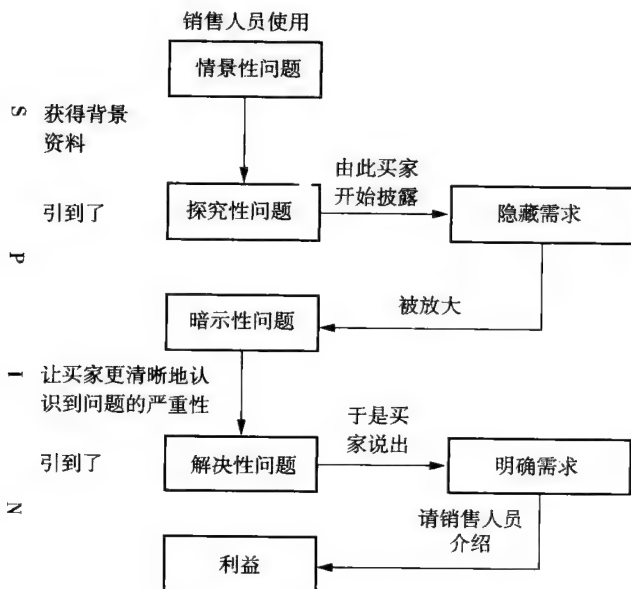 销售人员使用
情景性问题
S
获得背景
资料
由此买家
开始披露
引到了
探究性问题
隐藏需求
P
被放大
暗示性问题
I
让买家更清晰地认
识到问题的严重性
于是买
家说出
引到了
解决性问题
明确需求
N
请销售人员
介绍
利益